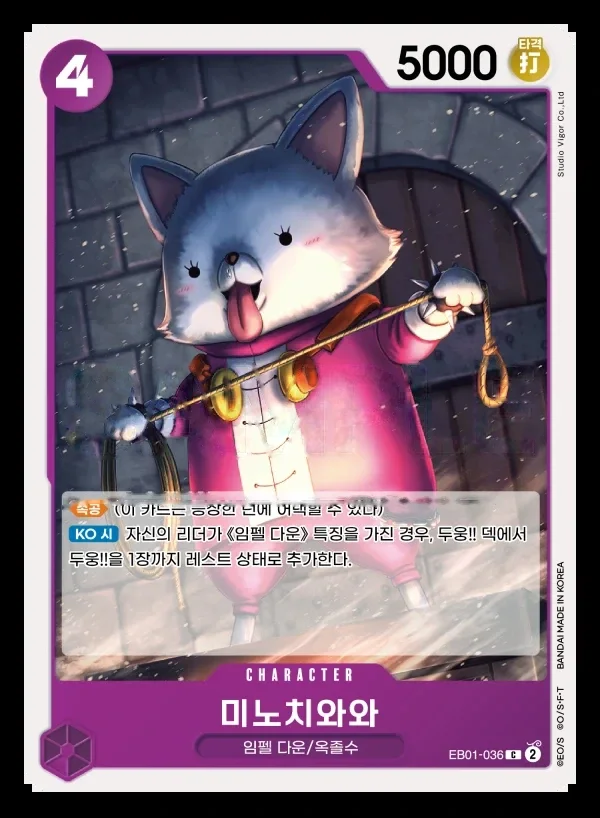 4
5000
타격
打
Studio Vigor Co.,Ltd
속공 (이 카드는 등장한 턴에 어택할 수 있다)
KO 시 자신의 리더가 《임펠 다운》 특징을 가진 경우, 두웅!! 덱에서
두웅!!을 1장까지 레스트 상태로 추가한다.
CHARACTER
미노치와와
임펠 다운/옥졸수
EB01-036 C 2
©EO/S ©O/S·F·T BANDAI MADE IN KOREA